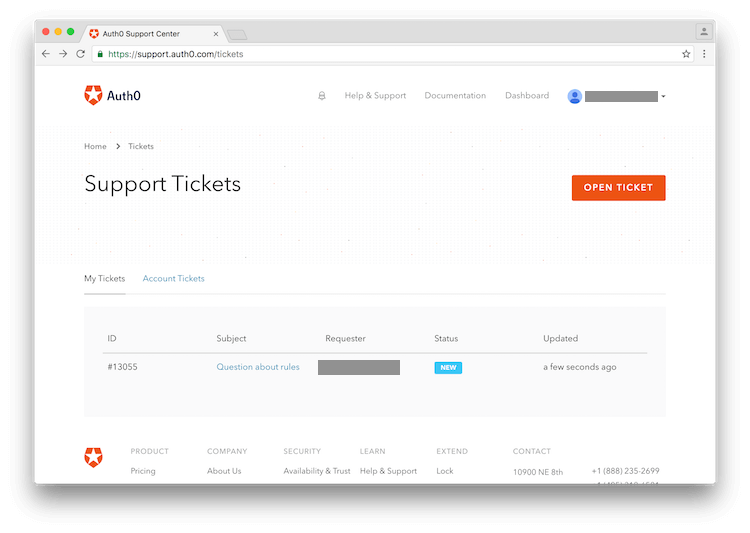 Auth0 Support Center
https://support.auth0.com/tickets
Auth0 Help & Support Documentation Dashboard
Home > Tickets
Support Tickets
OPEN TICKET
My Tickets Account Tickets
ID Subject Requester Status Updated
#13055 Question about rules NEW a few seconds ago
PRODUCT COMPANY SECURITY LEARN EXTEND CONTACT
Pricing About Us Availability & Trust Help & Support Lock 10900 NE 8th +1 (888) 235-2699